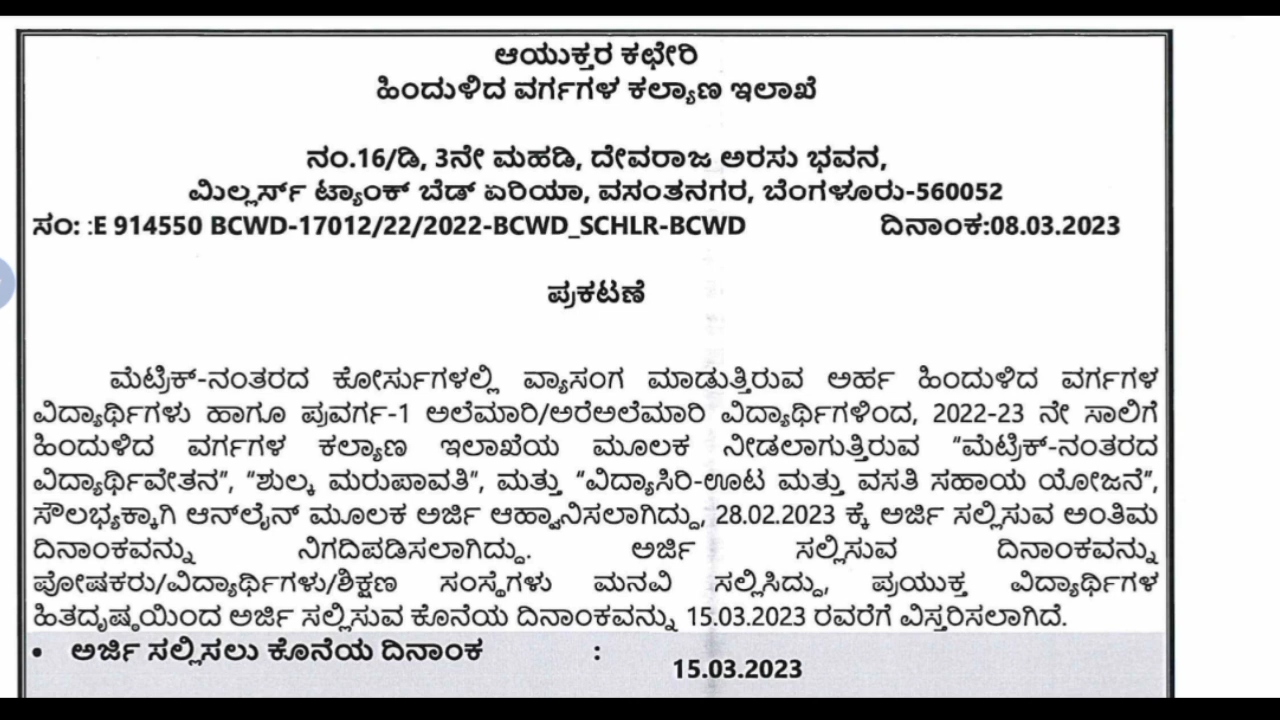 ಆಯುಕ್ತರ ಕಛೇರಿ
ಹಿಂದುಳಿದ ವರ್ಗಗಳ ಕಲ್ಯಾಣ ಇಲಾಖೆ
ನಂ.16/ಡಿ, 3ನೇ ಮಹಡಿ, ದೇವರಾಜ ಅರಸು ಭವನ,
ಮಿಲ್ಲರ್ಸ್ ಟ್ಯಾಂಕ್ ಬೆಡ್ ಏರಿಯಾ, ವಸಂತನಗರ, ಬೆಂಗಳೂರು-560052
ಸಂ: :E 914550 BCWD-17012/22/2022-BCWD_SCHLR-BCWD ದಿನಾಂಕ:08.03.2023
ಪ್ರಕಟಣೆ
ಮೆಟ್ರಿಕ್-ನಂತರದ ಕೋರ್ಸುಗಳಲ್ಲಿ ವ್ಯಾಸಂಗ ಮಾಡುತ್ತಿರುವ ಅರ್ಹ ಹಿಂದುಳಿದ ವರ್ಗಗಳ
ವಿದ್ಯಾರ್ಥಿಗಳು ಹಾಗೂ ಪ್ರವರ್ಗ-1 ಅಲೆಮಾರಿ/ಅರೆಅಲೆಮಾರಿ ವಿದ್ಯಾರ್ಥಿಗಳಿಂದ, 2022-23 ನೇ ಸಾಲಿಗೆ
ಹಿಂದುಳಿದ ವರ್ಗಗಳ ಕಲ್ಯಾಣ ಇಲಾಖೆಯ ಮೂಲಕ ನೀಡಲಾಗುತ್ತಿರುವ "ಮೆಟ್ರಿಕ್-ನಂತರದ
ವಿದ್ಯಾರ್ಥಿವೇತನ", "ಶುಲ್ಕ ಮರುಪಾವತಿ", ಮತ್ತು "ವಿದ್ಯಾಸಿರಿ-ಊಟ ಮತ್ತು ವಸತಿ ಸಹಾಯ ಯೋಜನೆ",
ಸೌಲಭ್ಯಕ್ಕಾಗಿ ಆನ್‌ಲೈನ್ ಮೂಲಕ ಅರ್ಜಿ ಆಹ್ವಾನಿಸಲಾಗಿದ್ದು, 28.02.2023 ಕ್ಕೆ ಅರ್ಜಿ ಸಲ್ಲಿಸುವ ಅಂತಿಮ
ದಿನಾಂಕವನ್ನು ನಿಗದಿಪಡಿಸಲಾಗಿದ್ದು. ಅರ್ಜಿ ಸಲ್ಲಿಸುವ ದಿನಾಂಕವನ್ನು
ಪೋಷಕರು/ವಿದ್ಯಾರ್ಥಿಗಳು/ಶಿಕ್ಷಣ ಸಂಸ್ಥೆಗಳು ಮನವಿ ಸಲ್ಲಿಸಿದ್ದು, ಪ್ರಯುಕ್ತ ವಿದ್ಯಾರ್ಥಿಗಳ
ಹಿತದೃಷ್ಠಿಯಿಂದ ಅರ್ಜಿ ಸಲ್ಲಿಸುವ ಕೊನೆಯ ದಿನಾಂಕವನ್ನು 15.03.2023 ರವರೆಗೆ ವಿಸ್ತರಿಸಲಾಗಿದೆ.
• ಅರ್ಜಿ ಸಲ್ಲಿಸಲು ಕೊನೆಯ ದಿನಾಂಕ : 15.03.2023